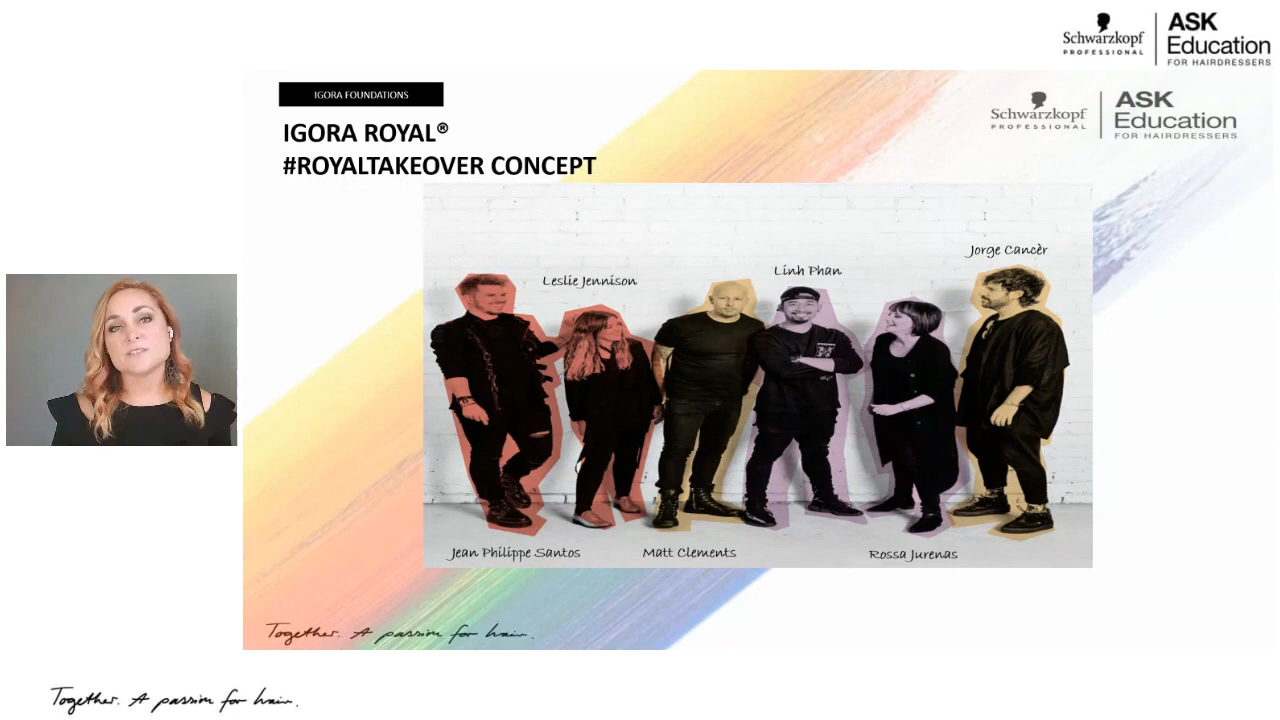 Schwarzkopf
PROFESSIONAL
ASK
Education
FOR HAIRDRESSERS
IGORA FOUNDATIONS
Schwarzkopf
PROFESSIONAL
ASK
Education
FOR HAIRDRESSERS
IGORA ROYAL®
#ROYALTAKEOVER CONCEPT
Jorge Cancèr
Linh Phan
Leslie Jennison
Jean Philippe Santos
Matt Clements
Rossa Jurenas
Together. A passion for hair.
Together. A passion for hair.